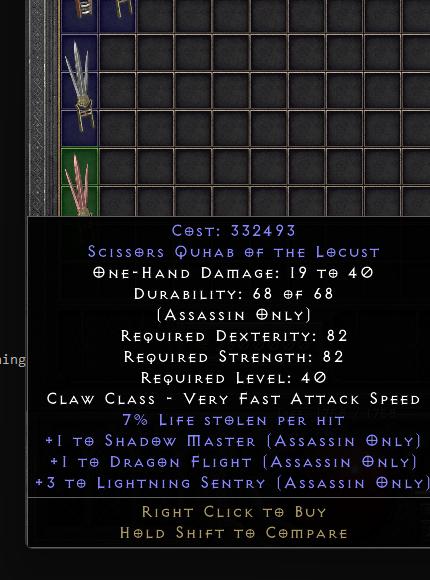 Cost: 332493
Scissors Quhab of the Locust
One-Hand Damage: 19 to 40
Durability: 68 of 68
(Assassin Only)
Required Dexterity: 82
Required Strength: 82
Required Level: 40
Claw Class - Very Fast Attack Speed
ning
7% Life stolen per hit
+1 to Shadow Master (Assassin Only)
+1 to Dragon Flight (Assassin Only)
+3 to Lightning Sentry (Assassin Only)
Right Click to Buy
Hold Shift to Compare